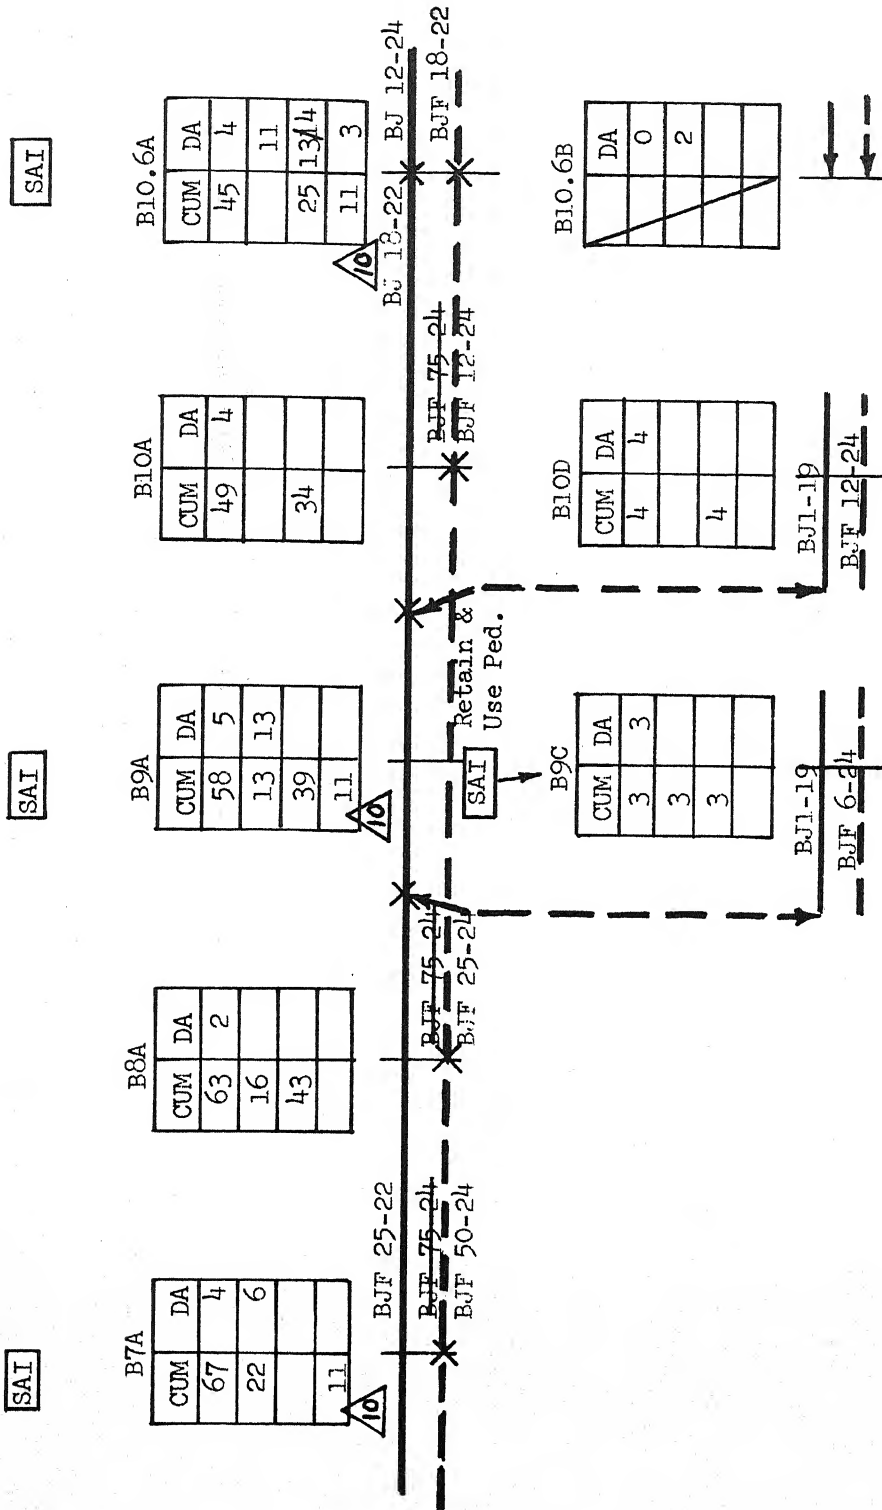 SAI
SAI
SAI
B7A
CUM DA
67 4
22 6
11
10
B8A
CUM DA
63 2
16
43
B9A
CUM DA
58 5
13 13
39
11
10
B10A
CUM DA
49 4
34
B10.6A
CUM DA
45 4
11
25 13/14
11 3
10
BJF 25-22
BJ 18-22
BJ 12-24
BJF 75-24
BJF 50-24
BJF 75-24
BJF 25-24
BJF 75-24
BJF 12-24
BJF 18-22
Retain &
Use Ped.
SAI
B9C
CUM DA
3 3
3
3
B10D
CUM DA
4 4
4
B10.6B
DA
0
2
BJ1-19
BJF 6-24
BJ1-19
BJF 12-24